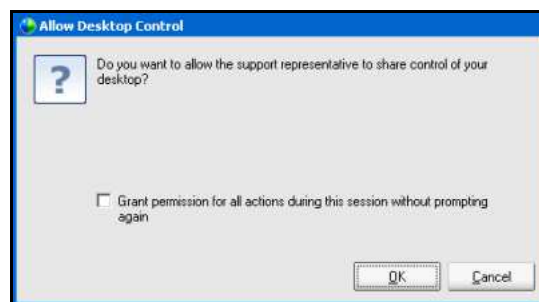 Allow Desktop Control
Do you want to allow the support representative to share control of your
desktop?
Grant permission for all actions during this session without prompting
again
OK
Cancel